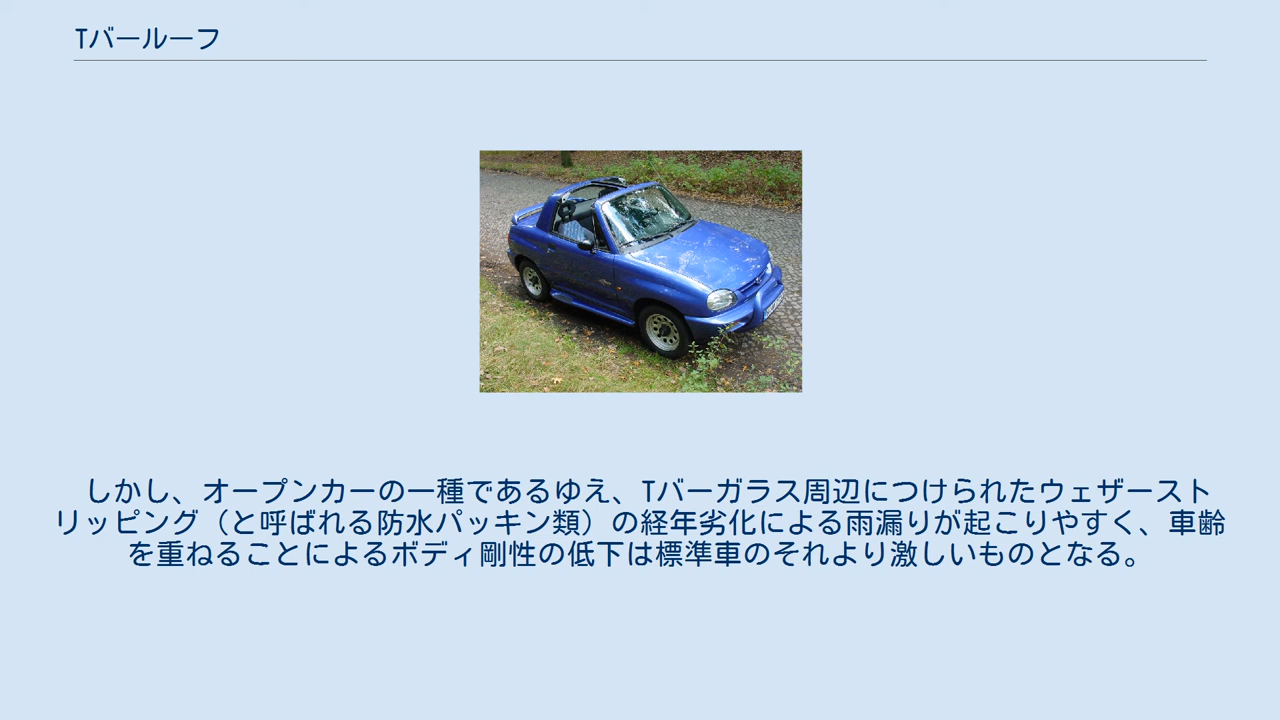 Tバールーフ
しかし、オープンカーの一種であるゆえ、Tバーガラス周辺につけられたウェザースト
リッピング（と呼ばれる防水パッキン類）の経年劣化による雨漏りが起こりやすく、車齢
を重ねることによるボディ剛性の低下は標準車のそれより激しいものとなる。